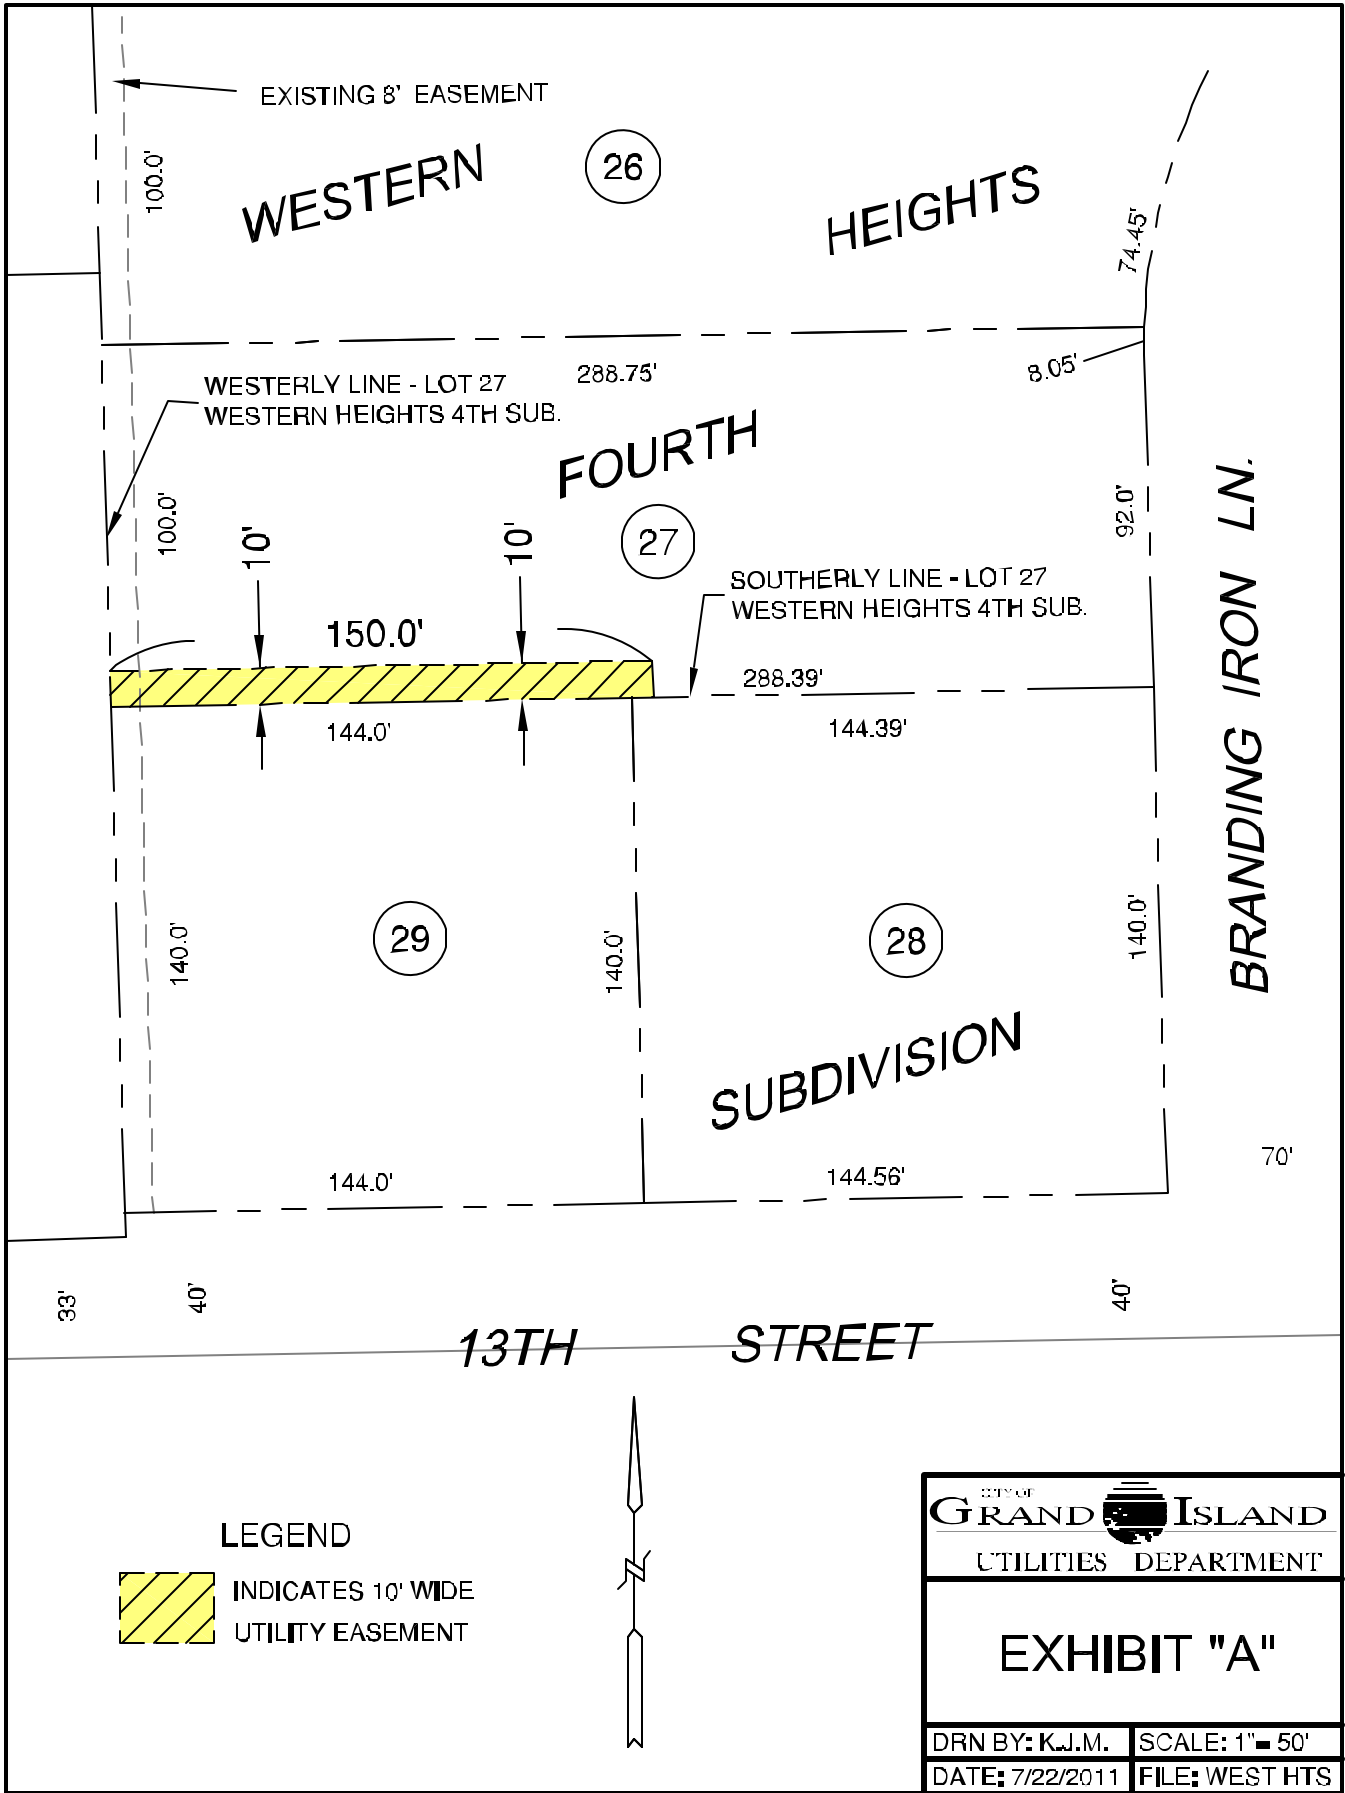 EXISTING 8' EASEMENT
100.0'
WESTERN
26
HEIGHTS
74.45'
288.75'
8.05'
WESTERLY LINE - LOT 27
WESTERN HEIGHTS 4TH SUB.
FOURTH
100.0'
10'
10'
27
92.0'
SOUTHERLY LINE - LOT 27
WESTERN HEIGHTS 4TH SUB.
150.0'
288.39'
144.0'
144.39'
BRANDING IRON LN.
29
28
140.0'
140.0'
140.0'
SUBDIVISION
144.0'
144.56'
70'
33'
40'
40'
13TH STREET
LEGEND
INDICATES 10' WIDE
UTILITY EASEMENT
CITY OF
GRAND ISLAND
UTILITIES DEPARTMENT
EXHIBIT "A"
DRN BY: K.J.M.
SCALE: 1"= 50'
DATE: 7/22/2011
FILE: WEST HTS